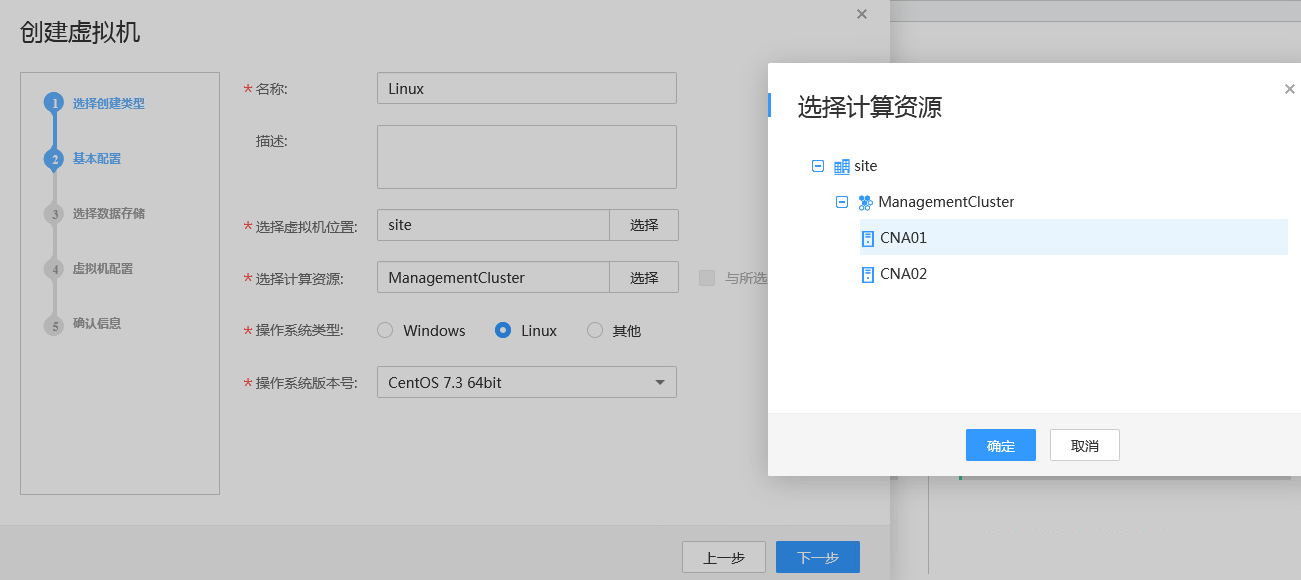 创建虚拟机
1 选择创建类型
2 基本配置
3 选择数据存储
4 虚拟机配置
5 确认信息
* 名称: Linux
描述:
* 选择虚拟机位置: site 选择
* 选择计算资源: ManagementCluster 选择 与所选
* 操作系统类型: Windows Linux 其他
* 操作系统版本号: CentOS 7.3 64bit
上一步 下一步
选择计算资源
site
ManagementCluster
CNA01
CNA02
确定 取消